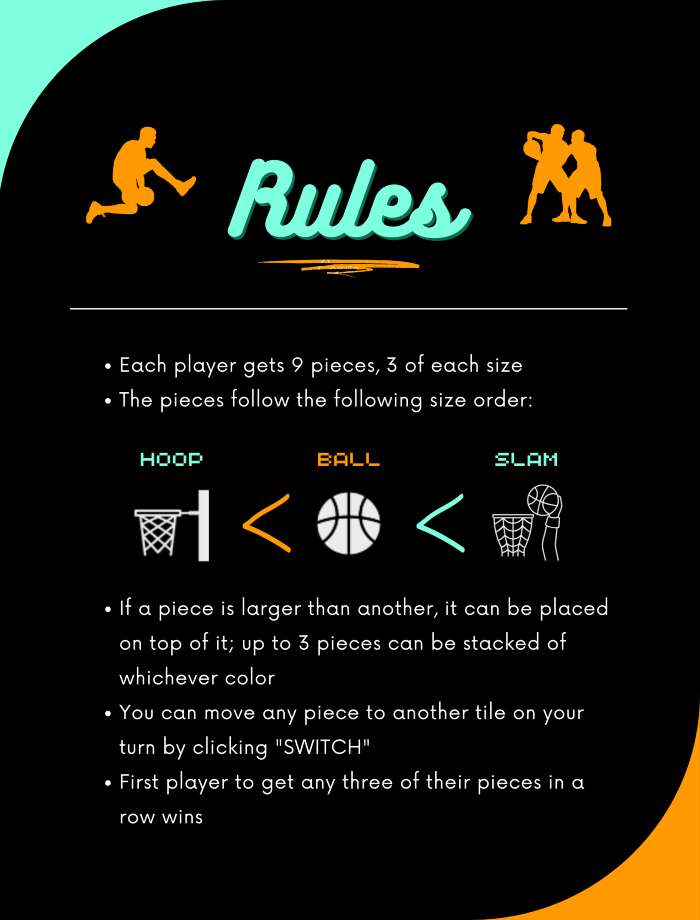 Rules
• Each player gets 9 pieces, 3 of each size
• The pieces follow the following size order:
HOOP BALL SLAM
< <
• If a piece is larger than another, it can be placed
on top of it; up to 3 pieces can be stacked of
whichever color
• You can move any piece to another tile on your
turn by clicking "SWITCH"
• First player to get any three of their pieces in a
row wins